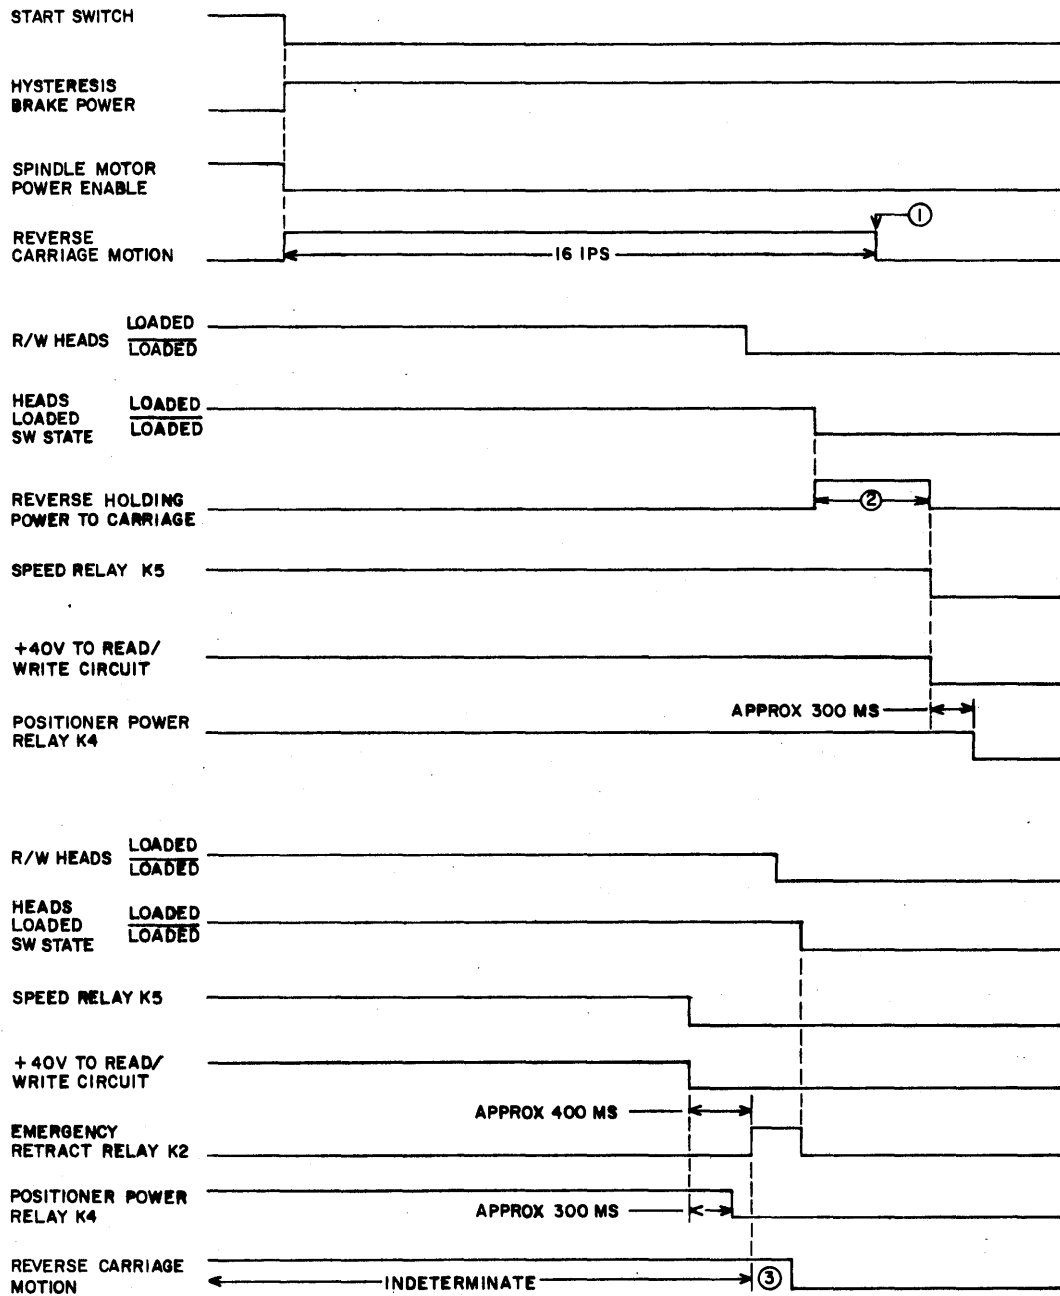 START SWITCH
HYSTERESIS
BRAKE POWER
SPINDLE MOTOR
POWER ENABLE
①
REVERSE
CARRIAGE MOTION
16 IPS
R/W HEADS LOADED
LOADED
HEADS
LOADED
SW STATE
LOADED
LOADED
REVERSE HOLDING
POWER TO CARRIAGE
②
SPEED RELAY K5
+40V TO READ/
WRITE CIRCUIT
APPROX 300 MS
POSITIONER POWER
RELAY K4
R/W HEADS LOADED
LOADED
HEADS
LOADED
SW STATE
LOADED
LOADED
SPEED RELAY K5
+40V TO READ/
WRITE CIRCUIT
APPROX 400 MS
EMERGENCY
RETRACT RELAY K2
POSITIONER POWER
RELAY K4
APPROX 300 MS
REVERSE CARRIAGE
MOTION
INDETERMINATE
③